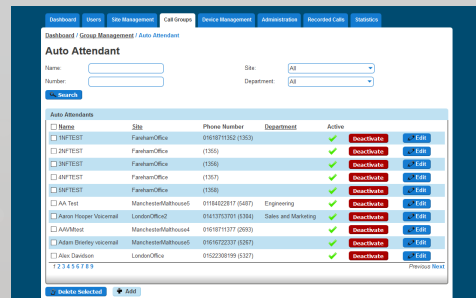 Dashboard Users Site Management Call Groups Device Management Administration Recorded Calls Statistics
Dashboard / Group Management / Auto Attendant
Auto Attendant
Name: Site: All
Number: Department: All
Search
Auto Attendants
Name Site Phone Number Department Active
1NFTEST FarehamOffice 01618711352 (1353) Deactivate Edit
2NFTEST FarehamOffice (1355) Deactivate Edit
3NFTEST FarehamOffice (1356) Deactivate Edit
4NFTEST FarehamOffice (1357) Deactivate Edit
5NFTEST FarehamOffice (1358) Deactivate Edit
AA Test ManchesterMalthouse5 01184022817 (5487) Engineering Deactivate Edit
Aaron Hooper Voicemail LondonOffice2 01413753701 (5304) Sales and Marketing Deactivate Edit
AAVMtest ManchesterMalthouse4 01618711377 (2693) Deactivate Edit
Adam Brierley voicemail ManchesterMalthouse5 01616722337 (5267) Deactivate Edit
Alex Davidson LondonOffice 01522308199 (5327) Deactivate Edit
1 2 3 4 5 6 7 8 9 Previous Next
Delete Selected Add